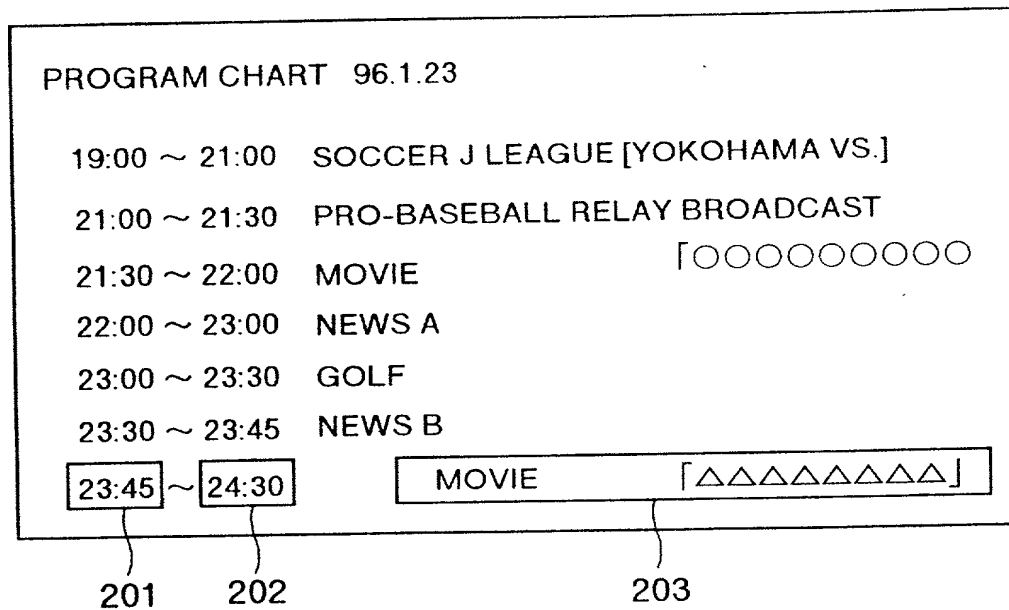 PROGRAM CHART 96.1.23
19:00 ～ 21:00 SOCCER J LEAGUE [YOKOHAMA VS.]
21:00 ～ 21:30 PRO-BASEBALL RELAY BROADCAST
21:30 ～ 22:00 MOVIE 「○○○○○○○○○
22:00 ～ 23:00 NEWS A
23:00 ～ 23:30 GOLF
23:30 ～ 23:45 NEWS B
23:45 ～ 24:30 MOVIE 「△△△△△△△△」
201 202 203